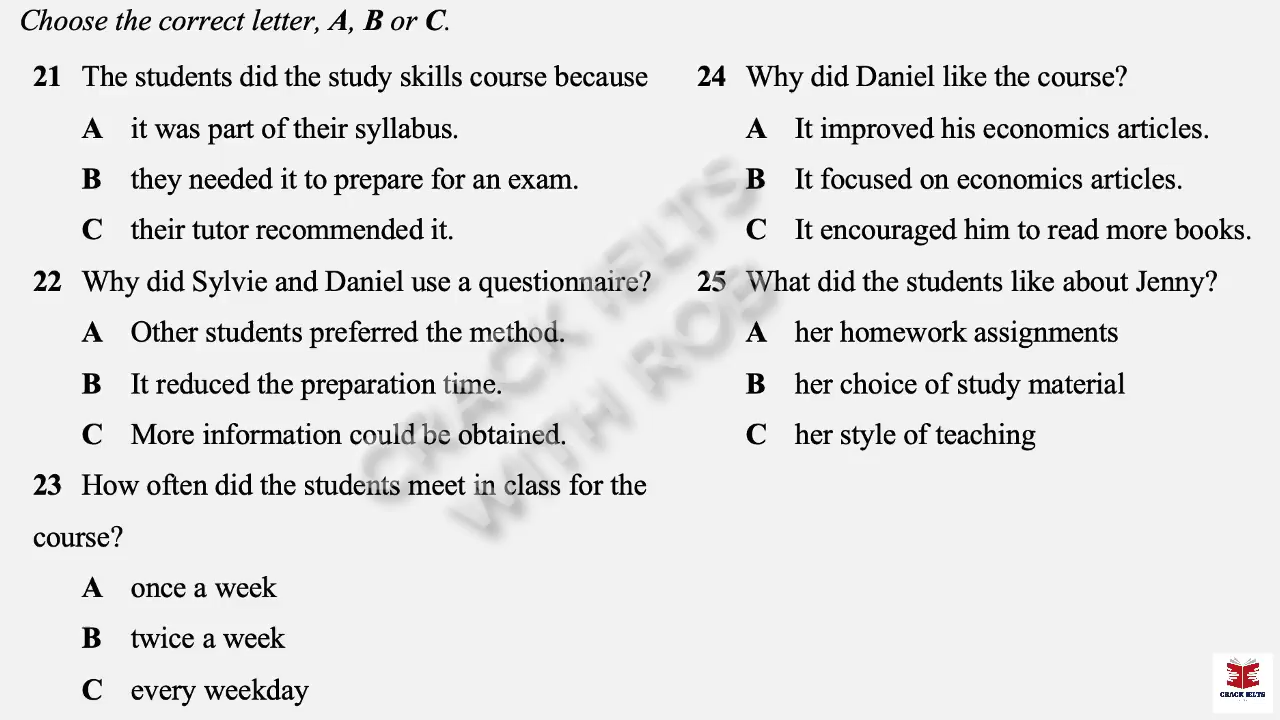 Choose the correct letter, A, B or C.
21 The students did the study skills course because
A it was part of their syllabus.
B they needed it to prepare for an exam.
C their tutor recommended it.
22 Why did Sylvie and Daniel use a questionnaire?
A Other students preferred the method.
B It reduced the preparation time.
C More information could be obtained.
23 How often did the students meet in class for the
course?
A once a week
B twice a week
C every weekday
24 Why did Daniel like the course?
A It improved his economics articles.
B It focused on economics articles.
C It encouraged him to read more books.
25 What did the students like about Jenny?
A her homework assignments
B her choice of study material
C her style of teaching
CRACK IELTS
WITH ROB
CRACK IELTS